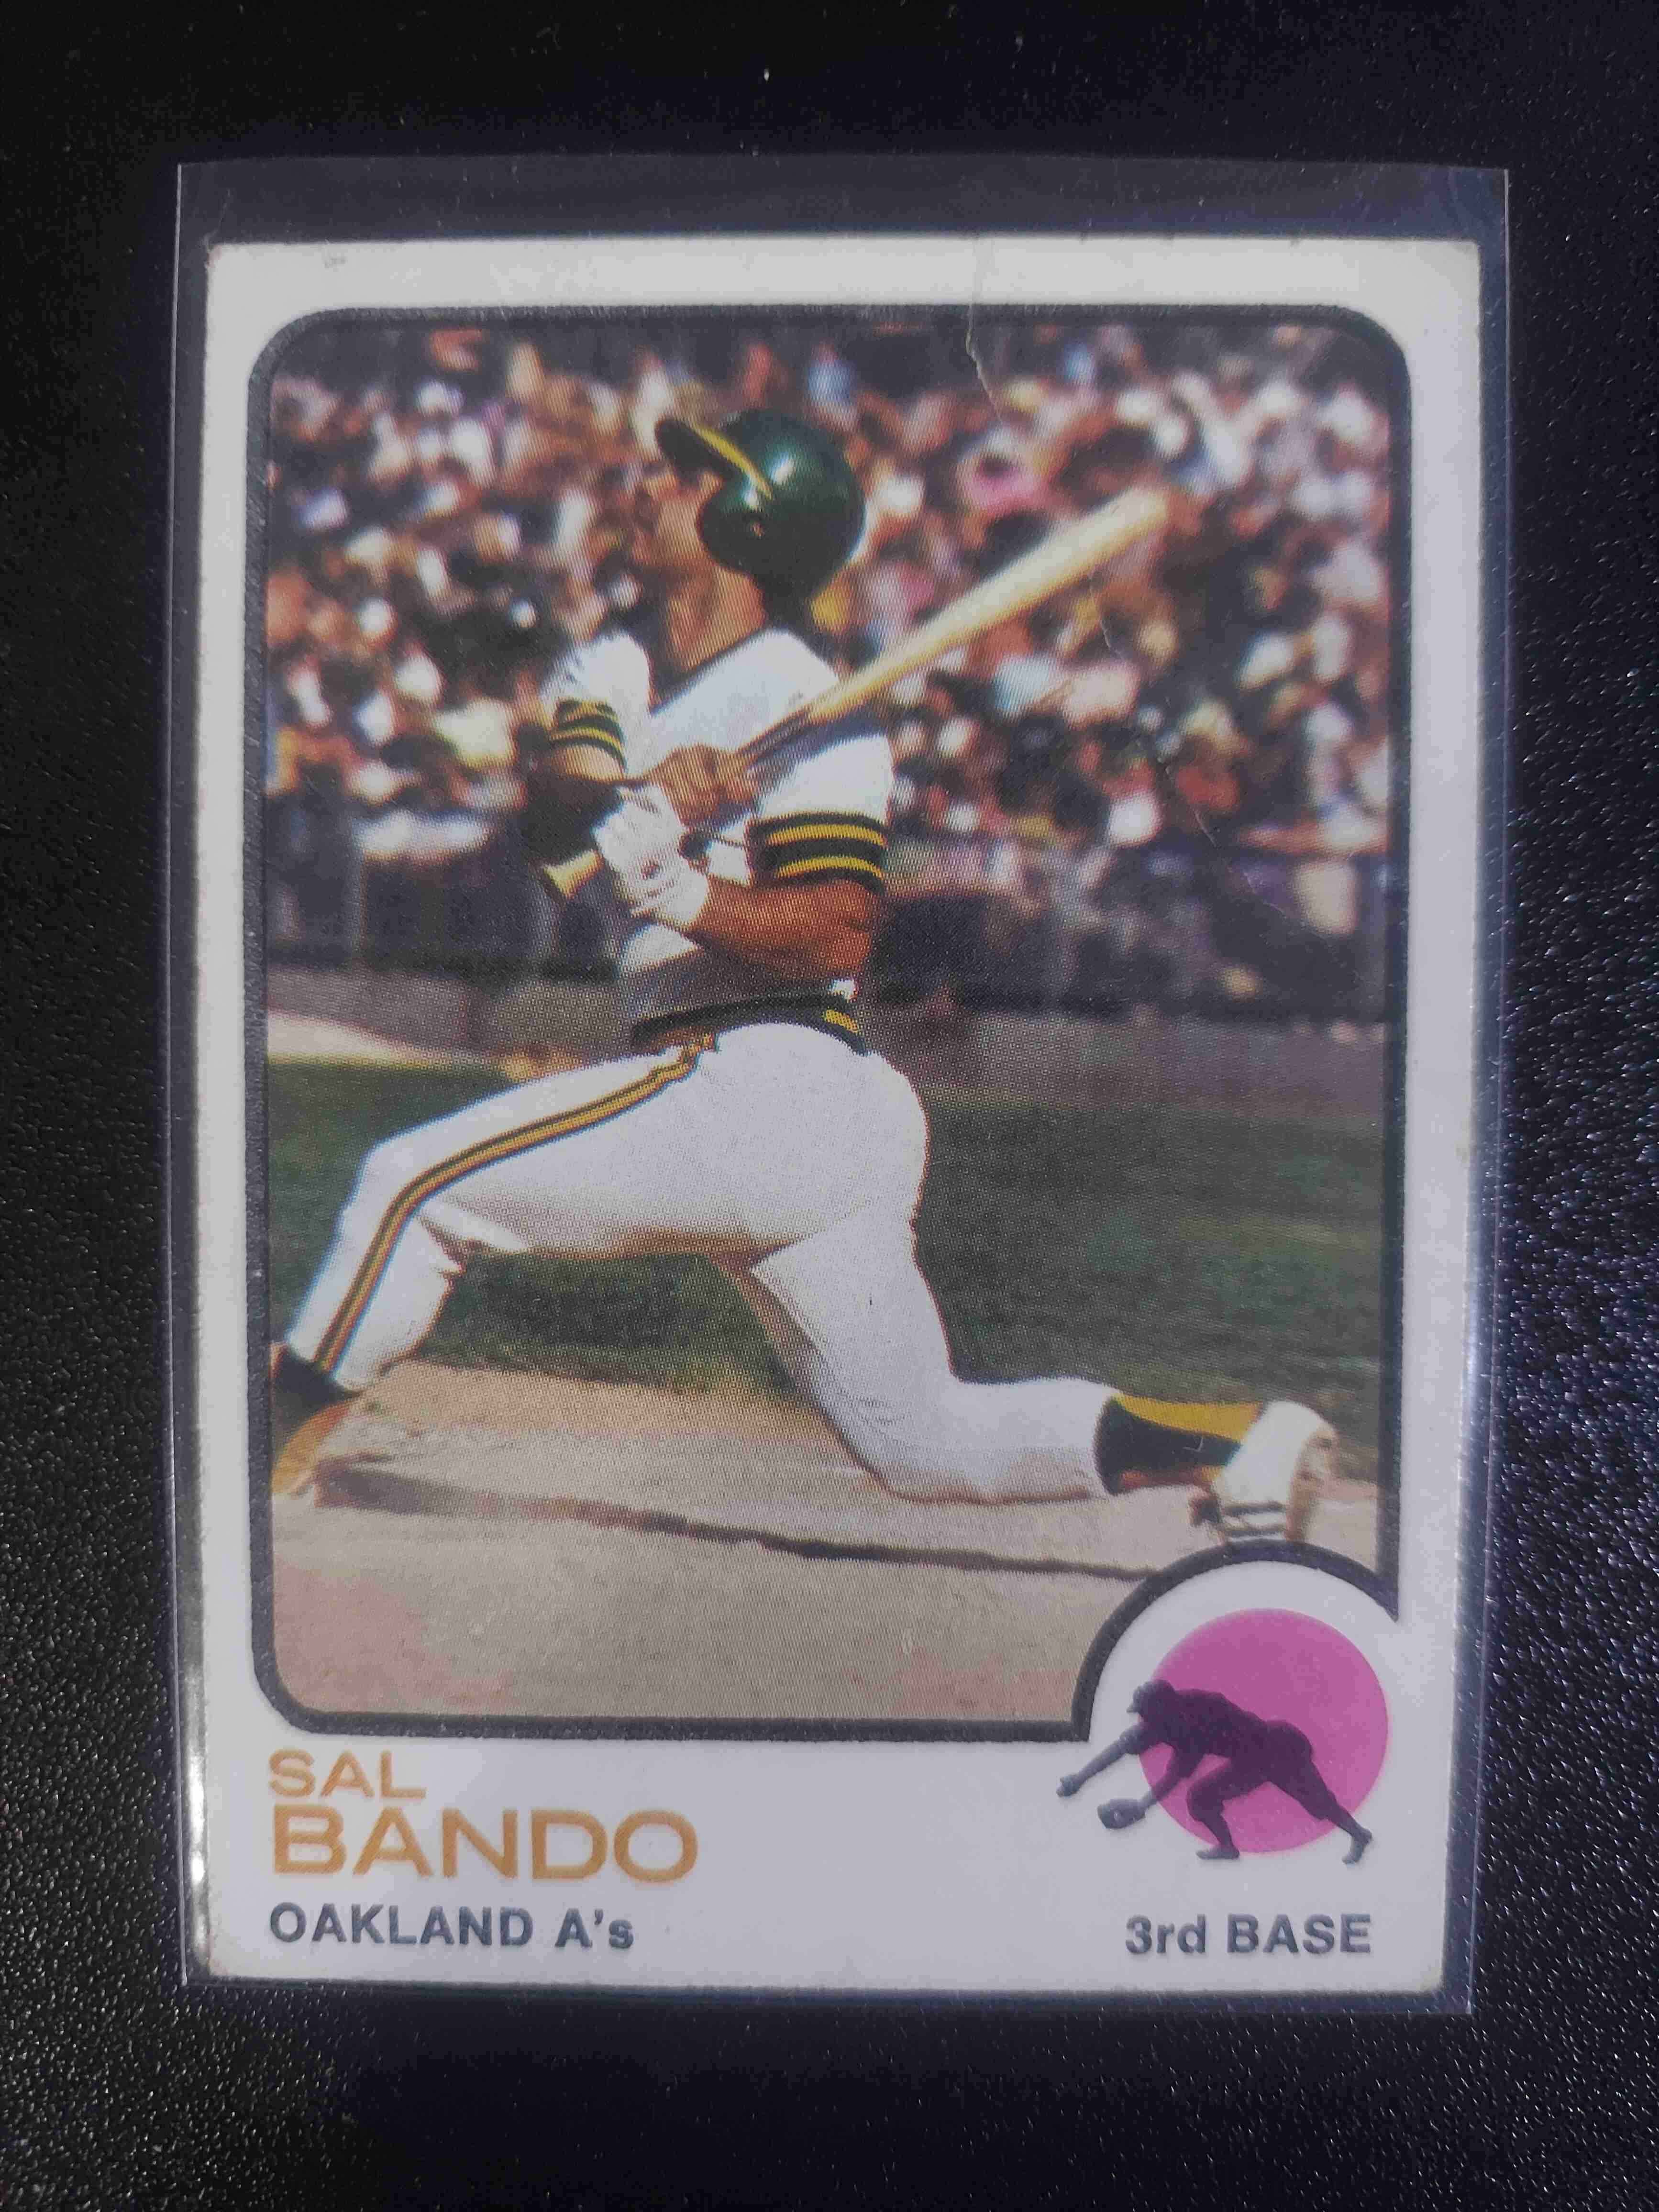 SAL
BANDO
OAKLAND A's
3rd BASE